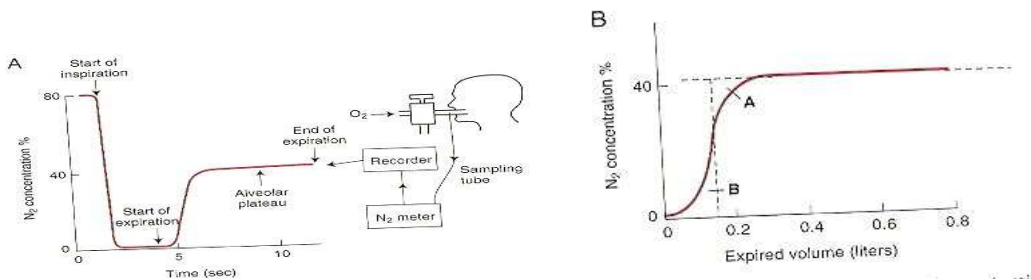 A
Start of
inspiration
80
40
0
N₂ concentration %
Start of
expiration
5
10
Time (sec)
Alveolar
plateau
End of
expiration
O₂
Recorder
N₂ meter
Sampling
tube
B
40
0
N₂ concentration %
A
B
0
0.2
0.4
0.6
0.8
Expired volume (liters)